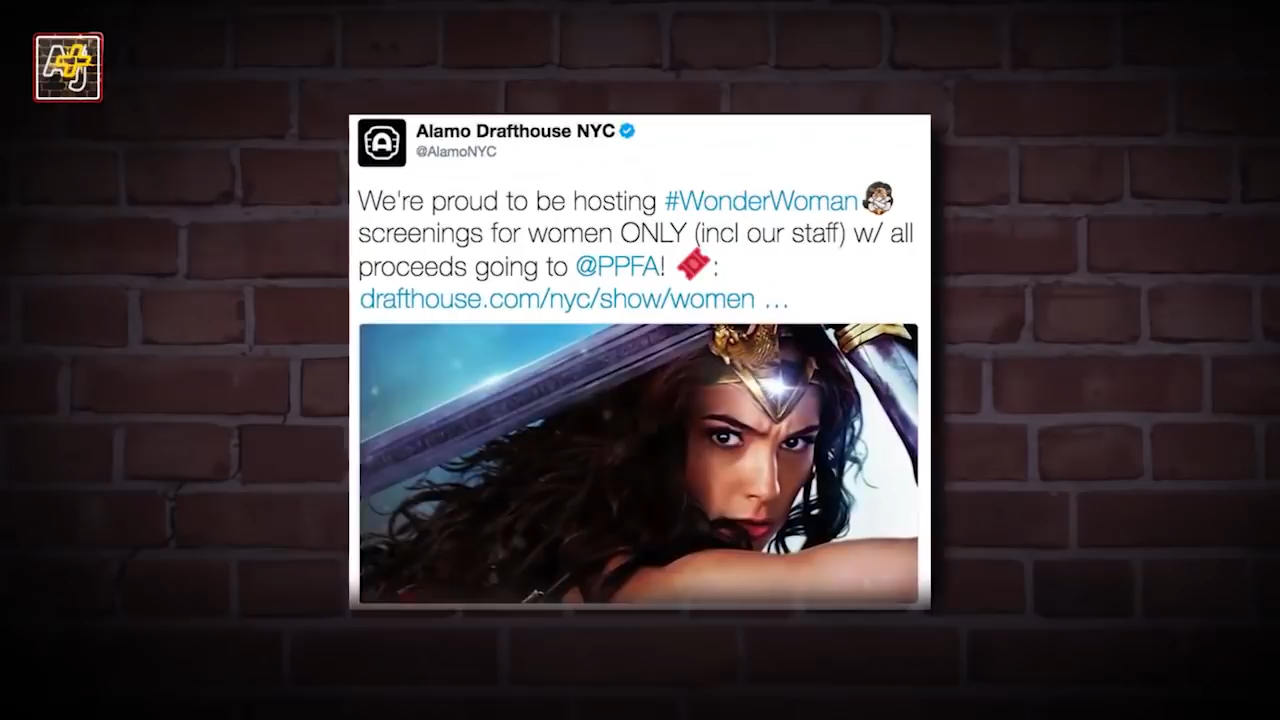 AJ+
Alamo Drafthouse NYC
@AlamoNYC
We're proud to be hosting #WonderWoman
screenings for women ONLY (incl our staff) w/ all
proceeds going to @PPFA! :
drafthouse.com/nyc/show/women ...